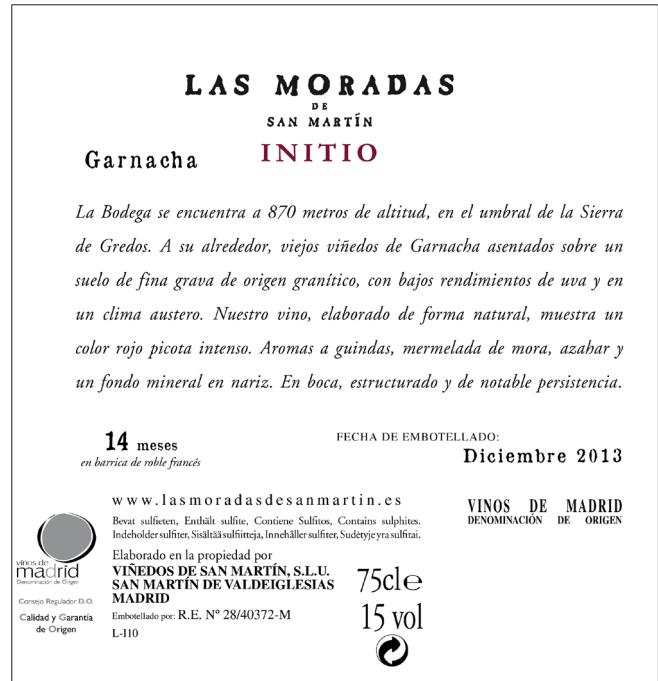 LAS MORADAS
DE
SAN MARTÍN
Garnacha INITIO
La Bodega se encuentra a 870 metros de altitud, en el umbral de la Sierra
de Gredos. A su alrededor, viejos viñedos de Garnacha asentados sobre un
suelo de fina grava de origen granítico, con bajos rendimientos de uva y en
un clima austero. Nuestro vino, elaborado de forma natural, muestra un
color rojo picota intenso. Aromas a guindas, mermelada de mora, azahar y
un fondo mineral en nariz. En boca, estructurado y de notable persistencia.
14 meses
en barrica de roble francés
FECHA DE EMBOTELLADO:
Diciembre 2013
www.lasmoradasdesanmartin.es
Bevat sulfieten, Enthält sulfite, Contiene Sulfitos, Contains sulphites.
Indeholder sulfiter, Sisältää sulfiitteja, Innehåller sulfiter, Sudėtyje yra sulfitai.
VINOS DE MADRID
DENOMINACIÓN DE ORIGEN
vinos de
madrid
Denominación de Origen
Consejo Regulador D.O.
Calidad y Garantía
de Origen
Elaborado en la propiedad por
VIÑEDOS DE SAN MARTÍN, S.L.U.
SAN MARTÍN DE VALDEIGLESIAS
MADRID
Embotellado por: R.E. Nº 28/40372-M
L-I10
75cl e
15 vol